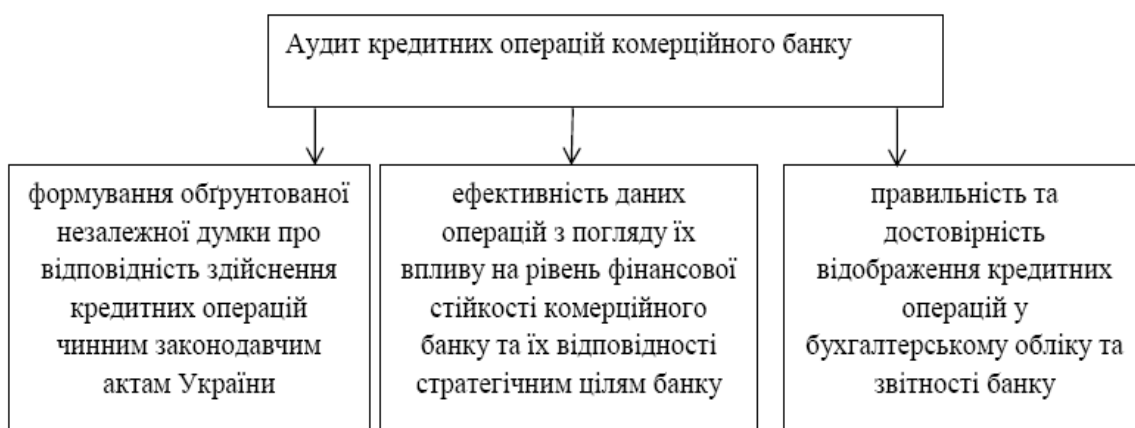 Аудит кредитних операцій комерційного банку
формування обґрунтованої
незалежної думки про
відповідність здійснення
кредитних операцій
чинним законодавчим
актам України
ефективність даних
операцій з погляду їх
впливу на рівень фінансової
стійкості комерційного
банку та їх відповідності
стратегічним цілям банку
правильність та
достовірність
відображення кредитних
операцій у
бухгалтерському обліку та
звітності банку